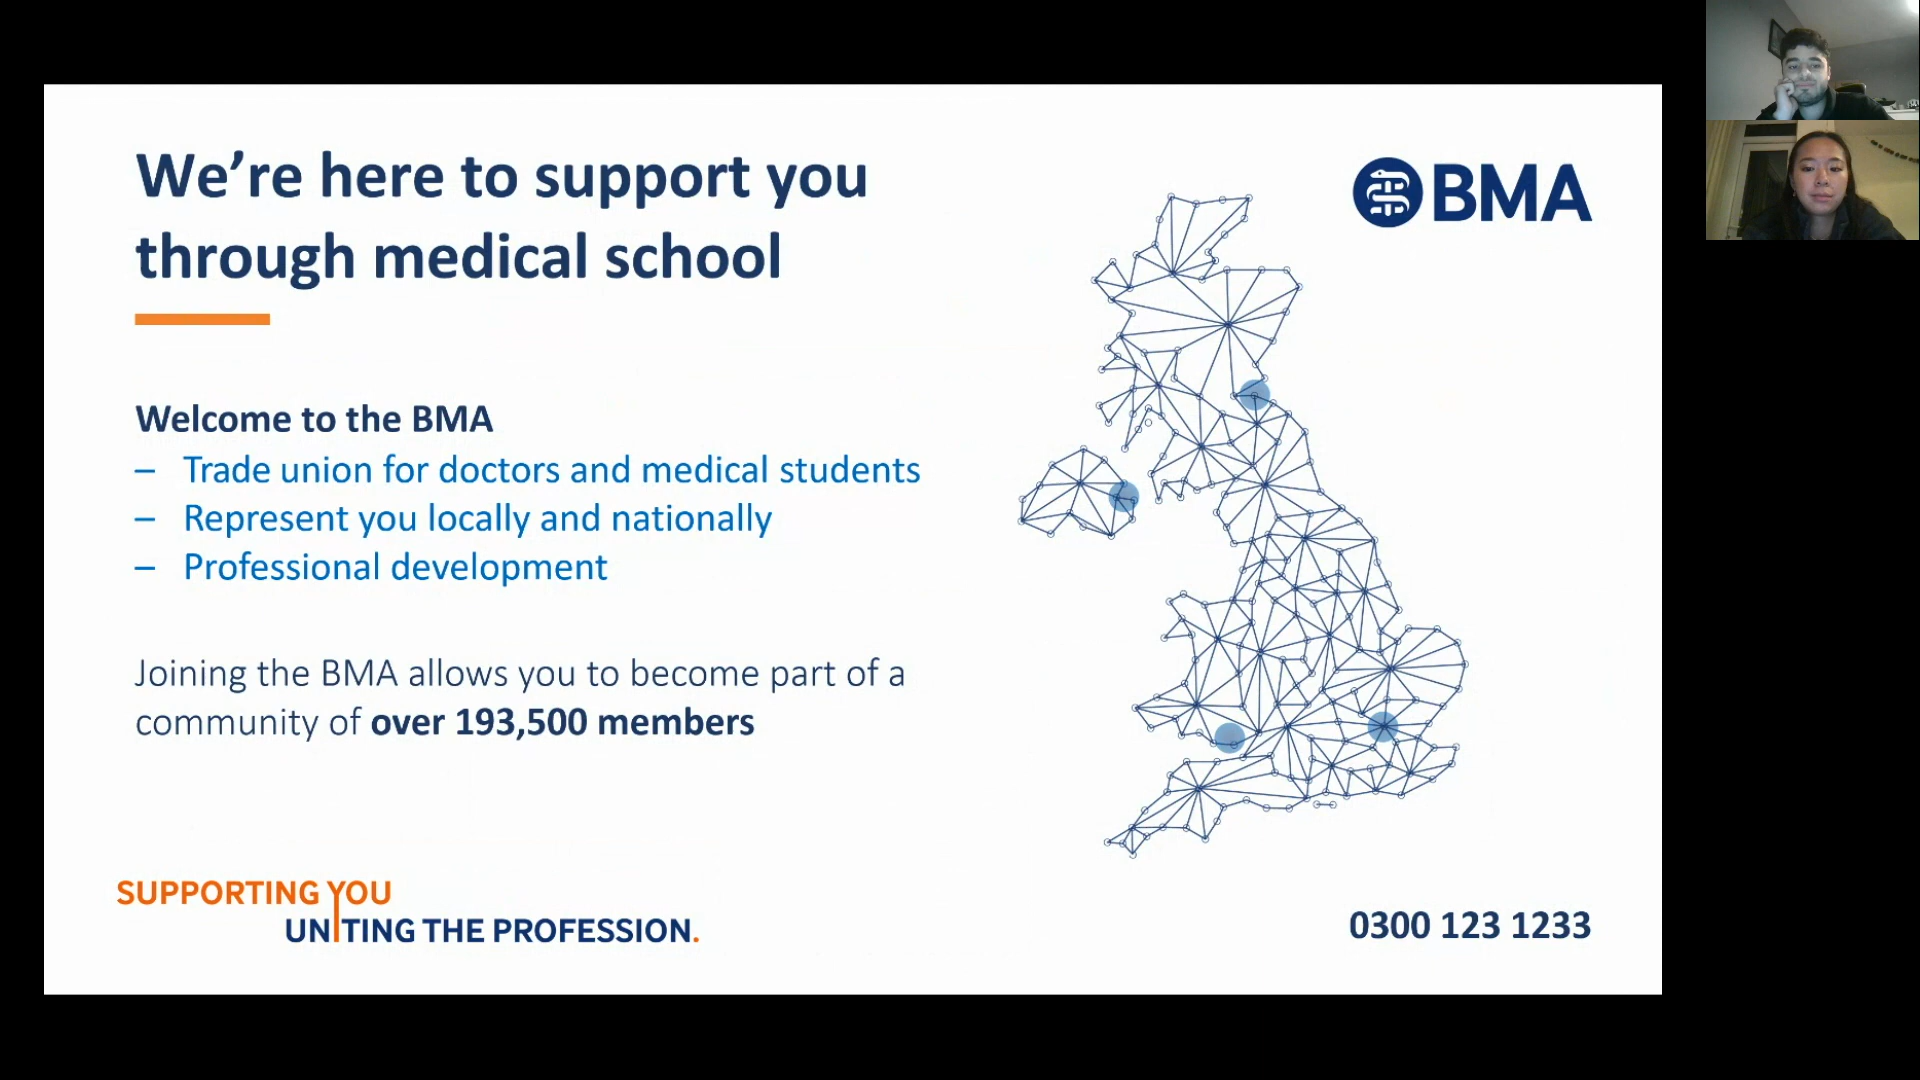 We’re here to support you
through medical school
BMA
Welcome to the BMA
– Trade union for doctors and medical students
– Represent you locally and nationally
– Professional development
Joining the BMA allows you to become part of a
community of over 193,500 members
SUPPORTING YOU
UNITING THE PROFESSION.
0300 123 1233